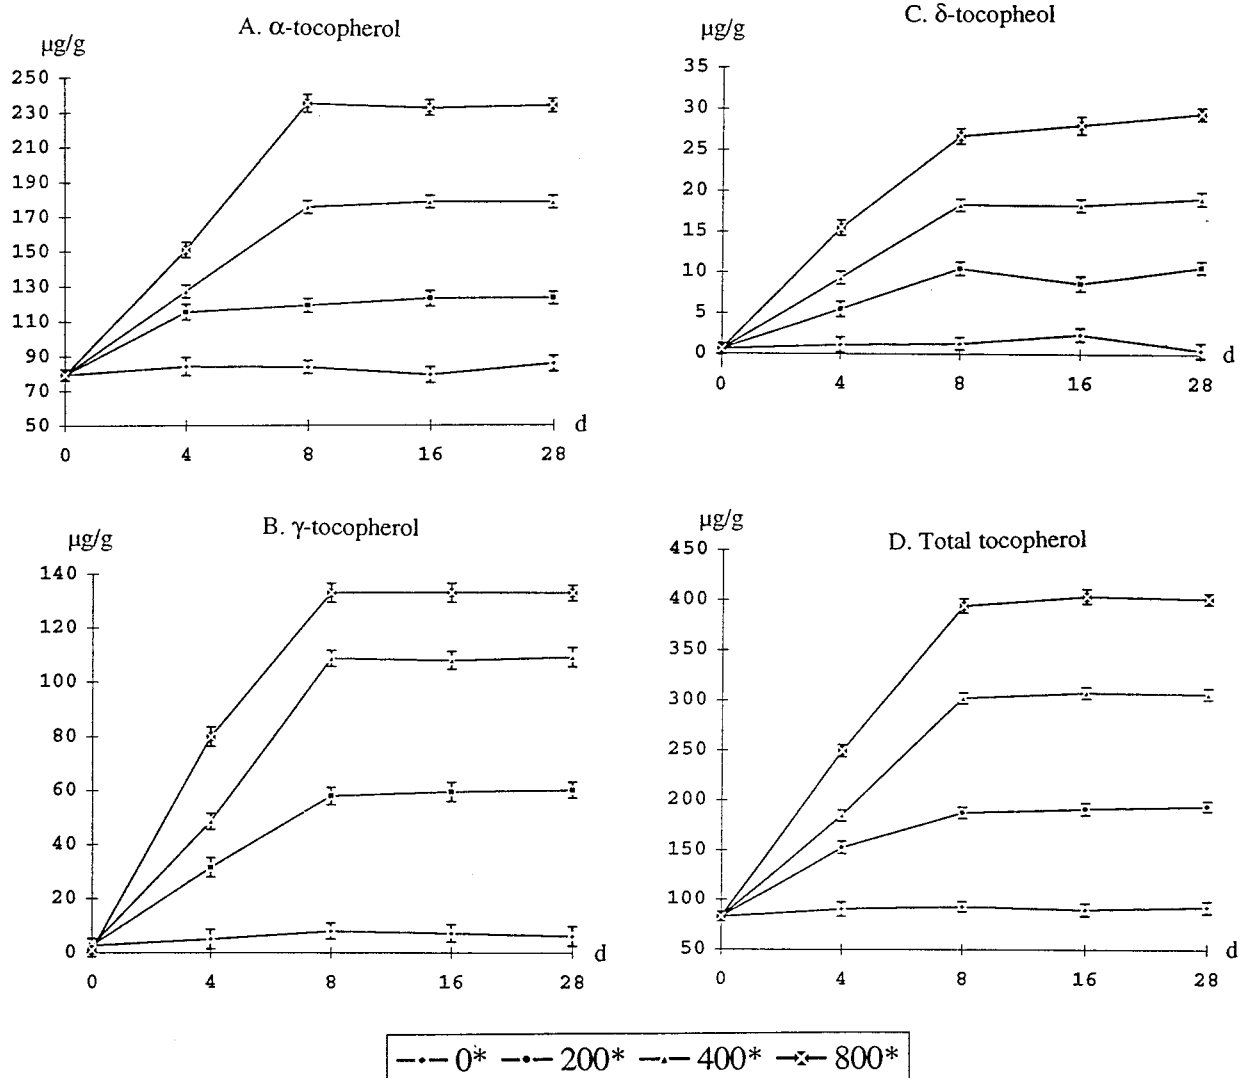 A. α-tocopherol
μg/g
250
230
210
190
170
150
130
110
90
70
50
0 4 8 16 28
d
C. δ-tocopheol
μg/g
35
30
25
20
15
10
5
0
0 4 8 16 28
d
B. γ-tocopherol
μg/g
140
120
100
80
60
40
20
0
0 4 8 16 28
d
D. Total tocopherol
μg/g
450
400
350
300
250
200
150
100
50
0 4 8 16 28
d
0* 200* 400* 800*